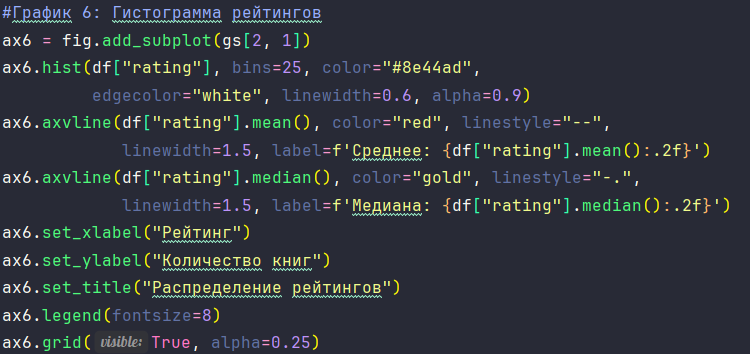 #График 6: Гистограмма рейтингов
ax6 = fig.add_subplot(gs[2, 1])
ax6.hist(df["rating"], bins=25, color="#8e44ad",
         edgecolor="white", linewidth=0.6, alpha=0.9)
ax6.axvline(df["rating"].mean(), color="red", linestyle="--",
            linewidth=1.5, label=f'Среднее: {df["rating"].mean():.2f}')
ax6.axvline(df["rating"].median(), color="gold", linestyle="-.",
            linewidth=1.5, label=f'Медиана: {df["rating"].median():.2f}')
ax6.set_xlabel("Рейтинг")
ax6.set_ylabel("Количество книг")
ax6.set_title("Распределение рейтингов")
ax6.legend(fontsize=8)
ax6.grid( visible: True, alpha=0.25)